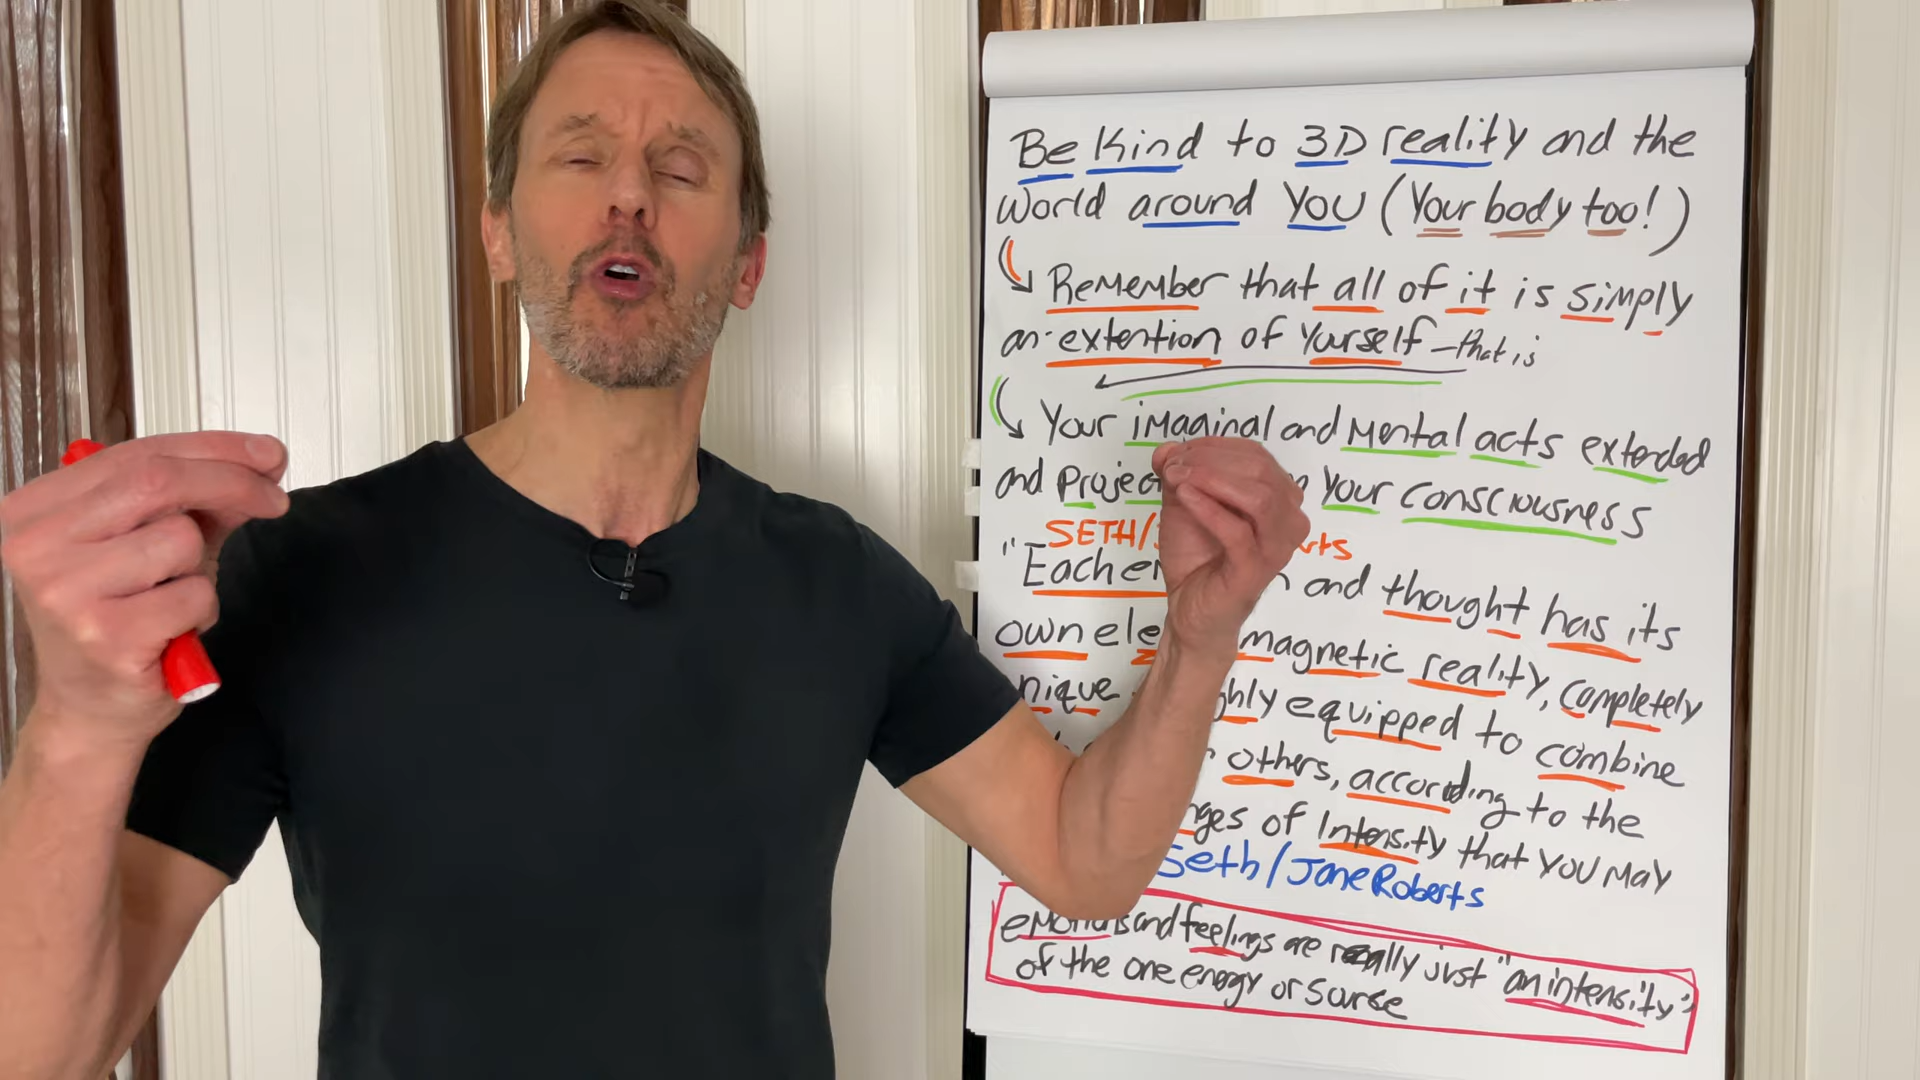 Be Kind to 3D reality and the
World around YOU (Your body too!)
Remember that all of it is simply
an extention of Yourself - that is
Your imaginal and Mental acts extended
and Your Consciousness
SETH/
"Each and thought has its
own magnetic reality, Completely
equipped to combine
others, according to the
of Intensity that YOU MAY
Seth/Jane Roberts
emotions and feelings are really just "an intensity"
of the one energy or Sourse